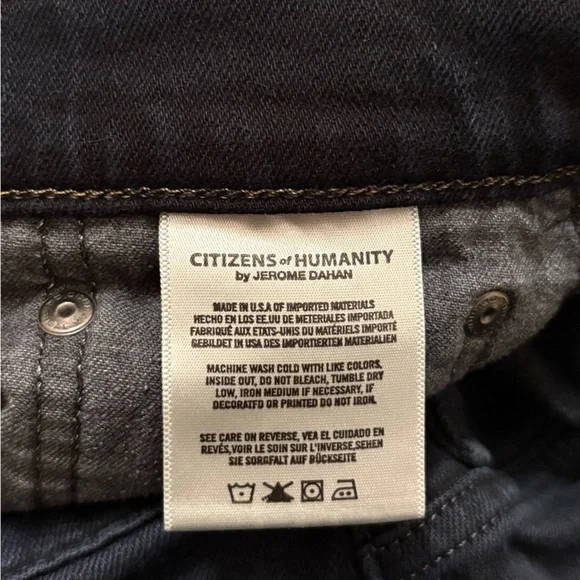 CITIZENS of HUMANITY
by JEROME DAHAN
MADE IN U.S.A OF IMPORTED MATERIALS
HECHO EN LOS EE.UU DE METERIALES IMPORTADA
FABRIQUÉ AUX ETATS-UNIS DU MATÉRIELS IMPORTÉ
GEBILDET IN USA DES IMPORTIERTEN MATERIALIEN
MACHINE WASH COLD WITH LIKE COLORS,
INSIDE OUT, DO NOT BLEACH, TUMBLE DRY
LOW, IRON MEDIUM IF NECESSARY, IF
DECORATFD OR PRINTED DO NOT IRON.
SEE CARE ON REVERSE, VEA EL CUIDADO EN
REVÉS,VOIR LE SOIN SUR L'INVERSE,SEHEN
SIE SORGFALT AUF RÜCKSEITE